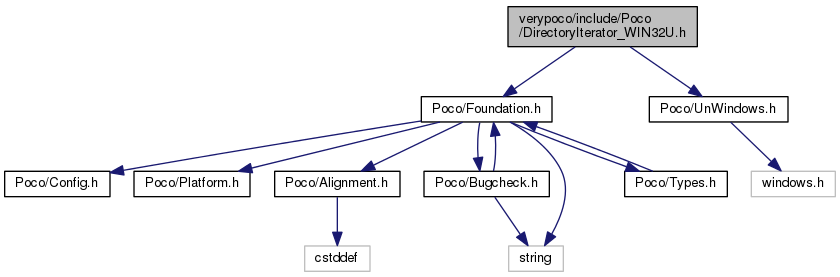 verypoco/include/Poco
/DirectoryIterator_WIN32U.h
Poco/Foundation.h
Poco/UnWindows.h
Poco/Config.h
Poco/Platform.h
Poco/Alignment.h
Poco/Bugcheck.h
Poco/Types.h
windows.h
cstddef
string